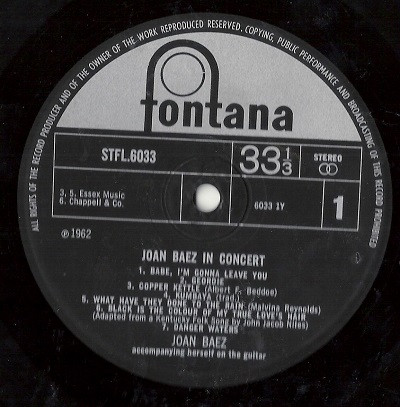 ALL RIGHTS OF THE RECORD PRODUCER AND OF THE OWNER OF THE WORK REPRODUCED RESERVED. COPYING, PUBLIC PERFORMANCE AND BROADCASTING OF THIS RECORD PROHIBITED
fontana
STFL.6033
33 1/3
STEREO
3, 5. Essex Music
6. Chappell & Co.
6033 1Y
1
℗ 1962
JOAN BAEZ IN CONCERT
1. BABE, I'M GONNA LEAVE YOU
2. GEORDIE
3. COPPER KETTLE (Albert F. Beddoe)
4. KUMBAYA (trad.)
5. WHAT HAVE THEY DONE TO THE RAIN (Malvina Reynolds)
6. BLACK IS THE COLOUR OF MY TRUE LOVE'S HAIR
(Adapted from a Kentucky Folk Song by John Jacob Niles)
7. DANGER WATERS
JOAN BAEZ
accompanying herself on the guitar